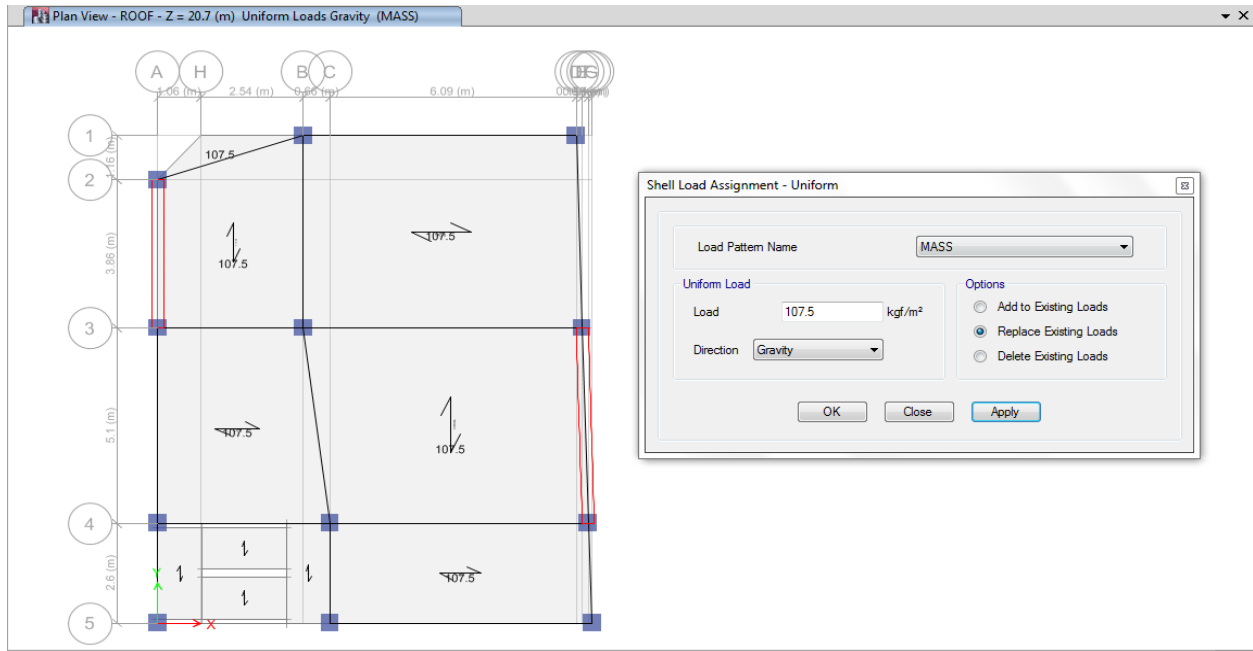 Plan View - ROOF - Z = 20.7 (m) Uniform Loads Gravity (MASS)
A H B C G
1.06 (m) 2.54 (m) 0.66 (m) 6.09 (m)
1
1.16 (m)
107.5
2
3.86 (m)
107.5
107.5
3
5.1 (m)
107.5
107.5
4
2.6 (m)
107.5
Y
5
X
Shell Load Assignment - Uniform
Load Pattern Name MASS
Uniform Load
Load 107.5 kgf/m²
Direction Gravity
Options
Add to Existing Loads
Replace Existing Loads
Delete Existing Loads
OK Close Apply